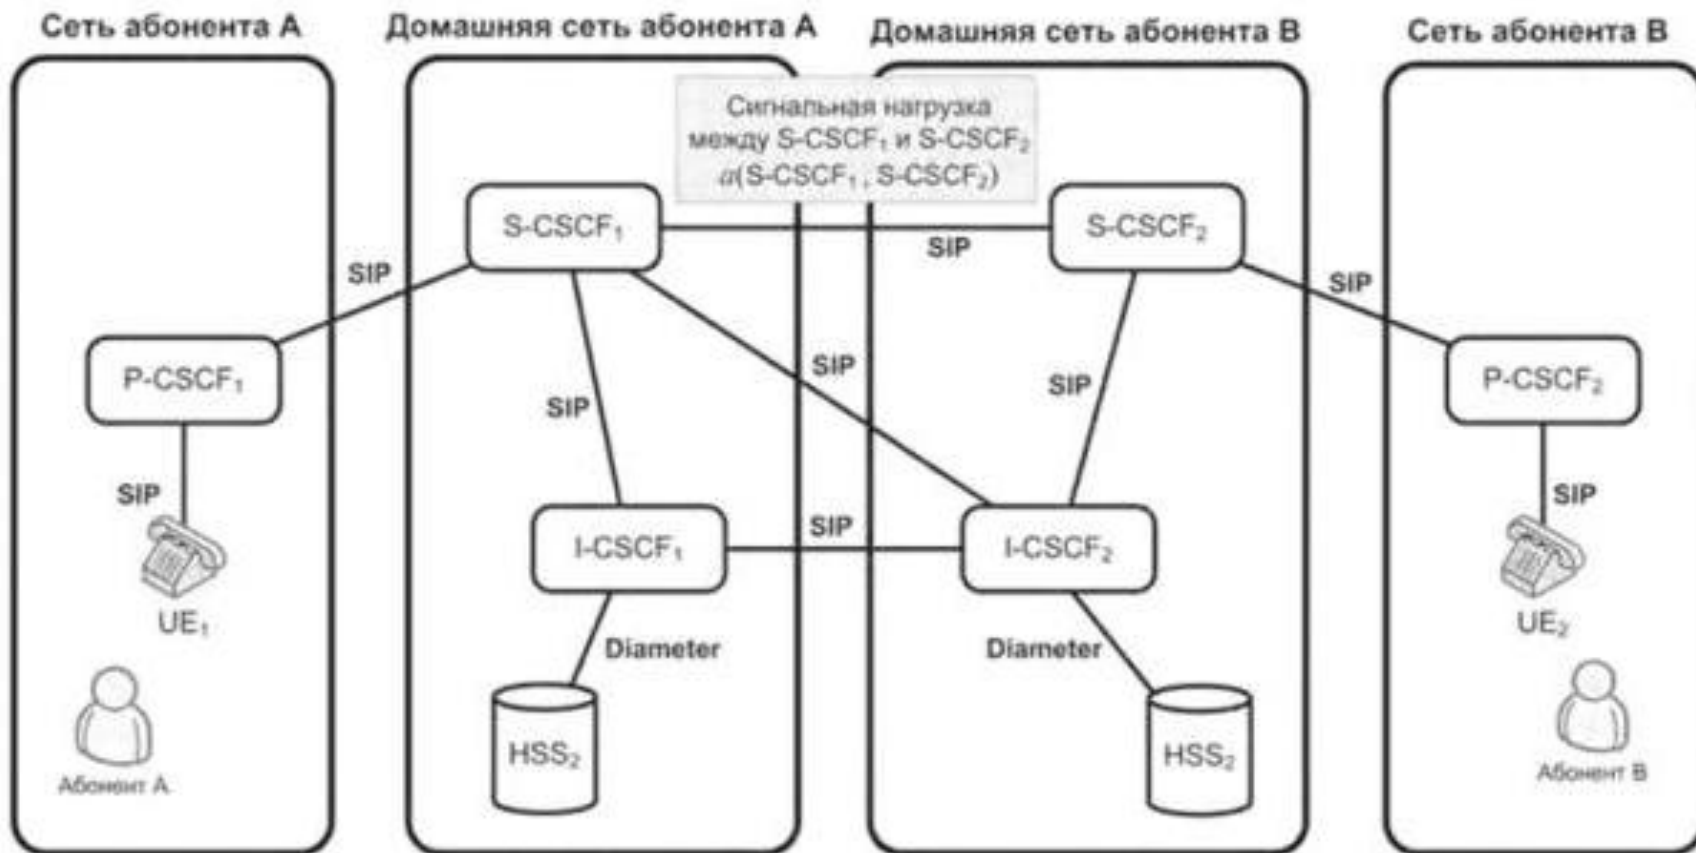 Сеть абонента А
Домашняя сеть абонента А
Домашняя сеть абонента В
Сеть абонента В
Сигнальная нагрузка
между S-CSCF₁ и S-CSCF₂
a(S-CSCF₁, S-CSCF₂)
S-CSCF₁
S-CSCF₂
SIP
SIP
SIP
P-CSCF₁
SIP
SIP
SIP
P-CSCF₂
SIP
SIP
SIP
I-CSCF₁
I-CSCF₂
UE₁
UE₂
Diameter
Diameter
HSS₂
HSS₂
Абонент А
Абонент В